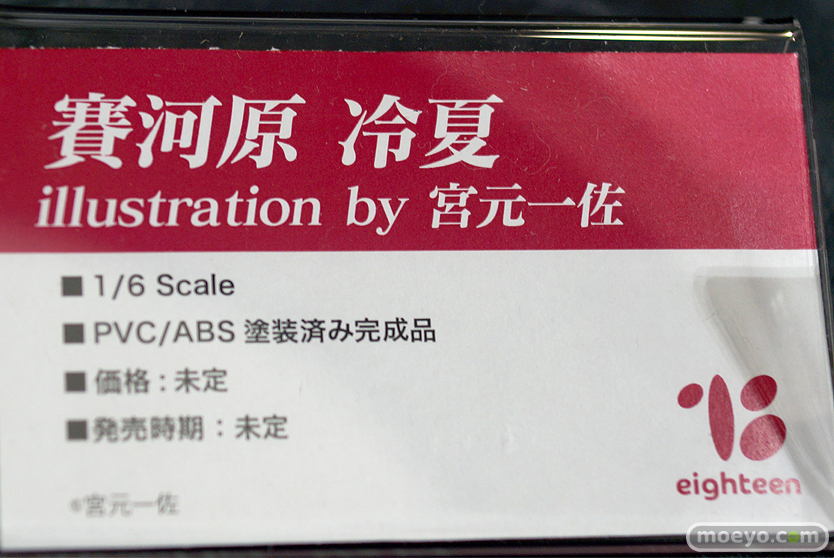 賽河原 冷夏
illustration by 宮元一佐
■1/6 Scale
■PVC/ABS 塗装済み完成品
■価格：未定
■発売時期：未定
©宮元一佐
eighteen
moeyo.com